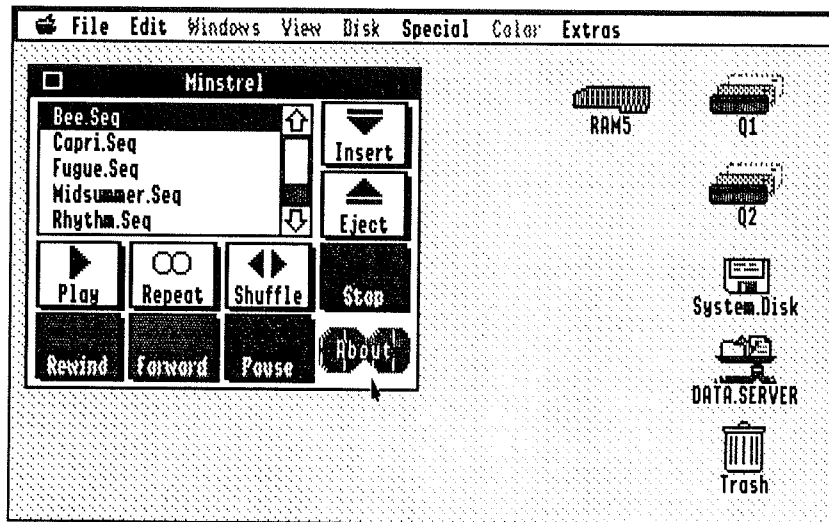 File Edit Windows View Disk Special Color Extras
Minstrel
Bee.Seq
Capri.Seq
Fugue.Seq
Midsummer.Seq
Rhythm.Seq
Insert
Eject
Play Repeat Shuffle Stop
Rewind Forward Pause About
RAM5
Q1
Q2
System.Disk
DATA.SERVER
Trash